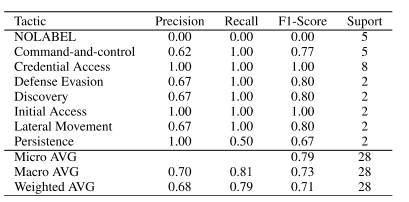 Tactic Precision Recall F1-Score Suport
NOLABEL 0.00 0.00 0.00 5
Command-and-control 0.62 1.00 0.77 5
Credential Access 1.00 1.00 1.00 8
Defense Evasion 0.67 1.00 0.80 2
Discovery 0.67 1.00 0.80 2
Initial Access 1.00 1.00 1.00 2
Lateral Movement 0.67 1.00 0.80 2
Persistence 1.00 0.50 0.67 2
Micro AVG 0.79 28
Macro AVG 0.70 0.81 0.73 28
Weighted AVG 0.68 0.79 0.71 28